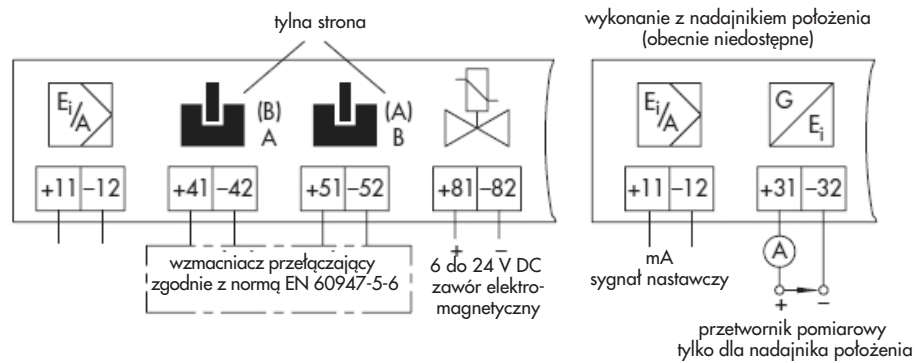 tylna strona
wykonanie z nadajnikiem położenia
(obecnie niedostępne)
Ei/A
(B)
A
(A)
B
Ei/A
G/Ei
+11 –12
+41 –42
+51 –52
+81 –82
+11 –12
+31 –32
+ –
wzmacniacz przełączający
zgodnie z normą EN 60947-5-6
6 do 24 V DC
zawór elektro-
magnetyczny
mA
sygnał nastawczy
A
+ –
przetwornik pomiarowy
tylko dla nadajnika położenia